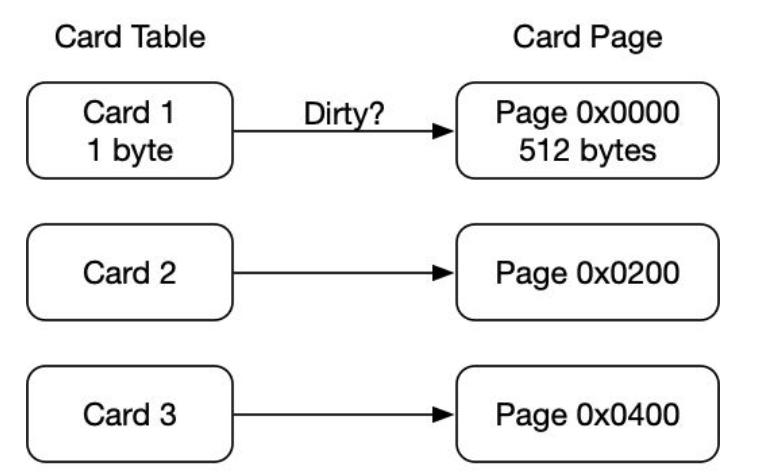 Card Table
Card Page
Card 1
1 byte
Dirty?
Page 0x0000
512 bytes
Card 2
Page 0x0200
Card 3
Page 0x0400